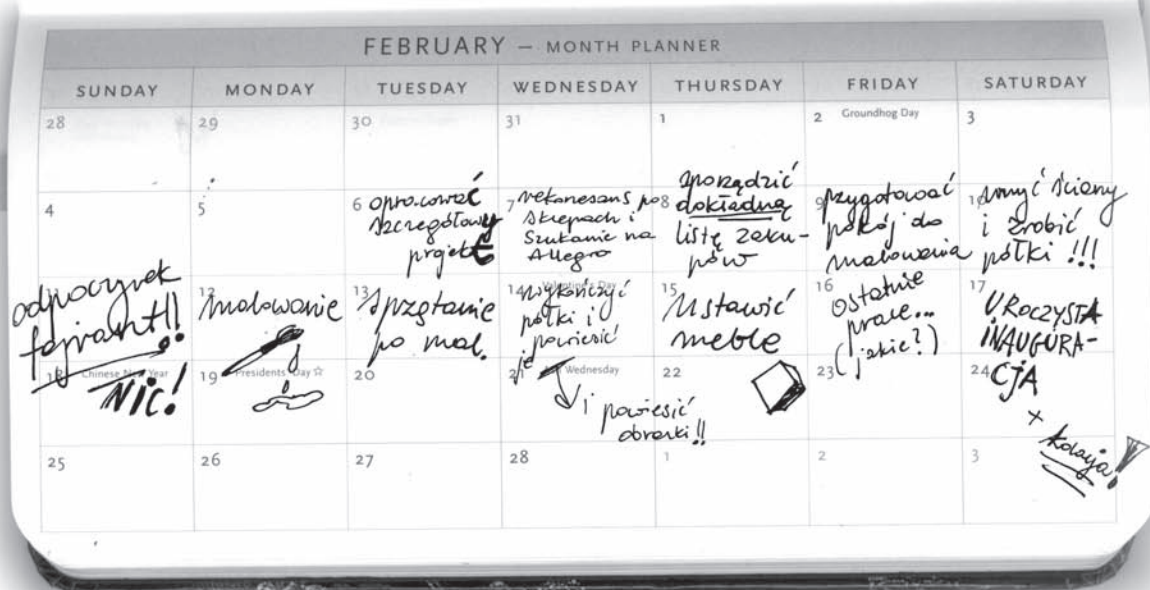 FEBRUARY — MONTH PLANNER
SUNDAY MONDAY TUESDAY WEDNESDAY THURSDAY FRIDAY SATURDAY
28 29 30 31 1 2 Groundhog Day 3
4 5
6 opracować
szczegółowy
projekt
7 rekonesans po
sklepach i
szukanie na
Allegro
8 sporządzić
dokładną
listę zaku-
pów
9 przygotować
pokój do
malowania
10 umyć ściany
i zrobić
półki !!!
odpoczynek
fajrant!!
NIC!
12 malowanie
13 sprzątanie
po mal.
14 Valentine's Day
wykończyć
półki i
powiesić
je
i powiesić
obrazki!!
15 Ustawić
meble
16 ostatnie
prace...
(jakie?)
17 UROCZYSTA
INAUGURA-
CJA
+ kolacja!
18 Chinese New Year 19 Presidents' Day ☆ 20 21 Wednesday 22 23 24
25 26 27 28 1 2 3